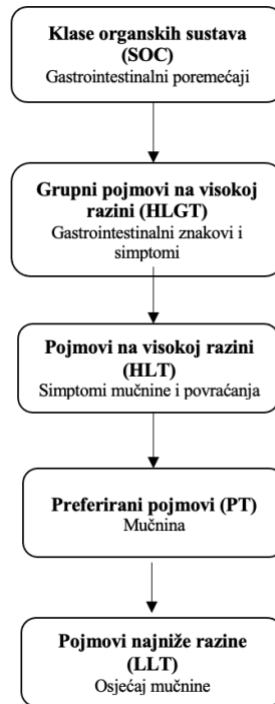 Klase organskih sustava
(SOC)
Gastrointestinalni poremećaji
Grupni pojmovi na visokoj
razini (HLGT)
Gastrointestinalni znakovi i
simptomi
Pojmovi na visokoj razini
(HLT)
Simptomi mučnine i povraćanja
Preferirani pojmovi (PT)
Mučnina
Pojmovi najniže razine
(LLT)
Osjećaj mučnine